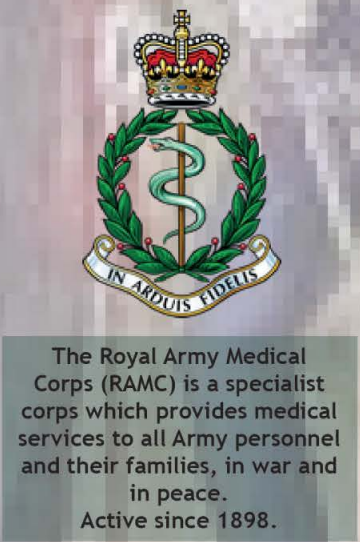 IN ARDUIS FIDELIS
The Royal Army Medical
Corps (RAMC) is a specialist
corps which provides medical
services to all Army personnel
and their families, in war and
in peace.
Active since 1898.